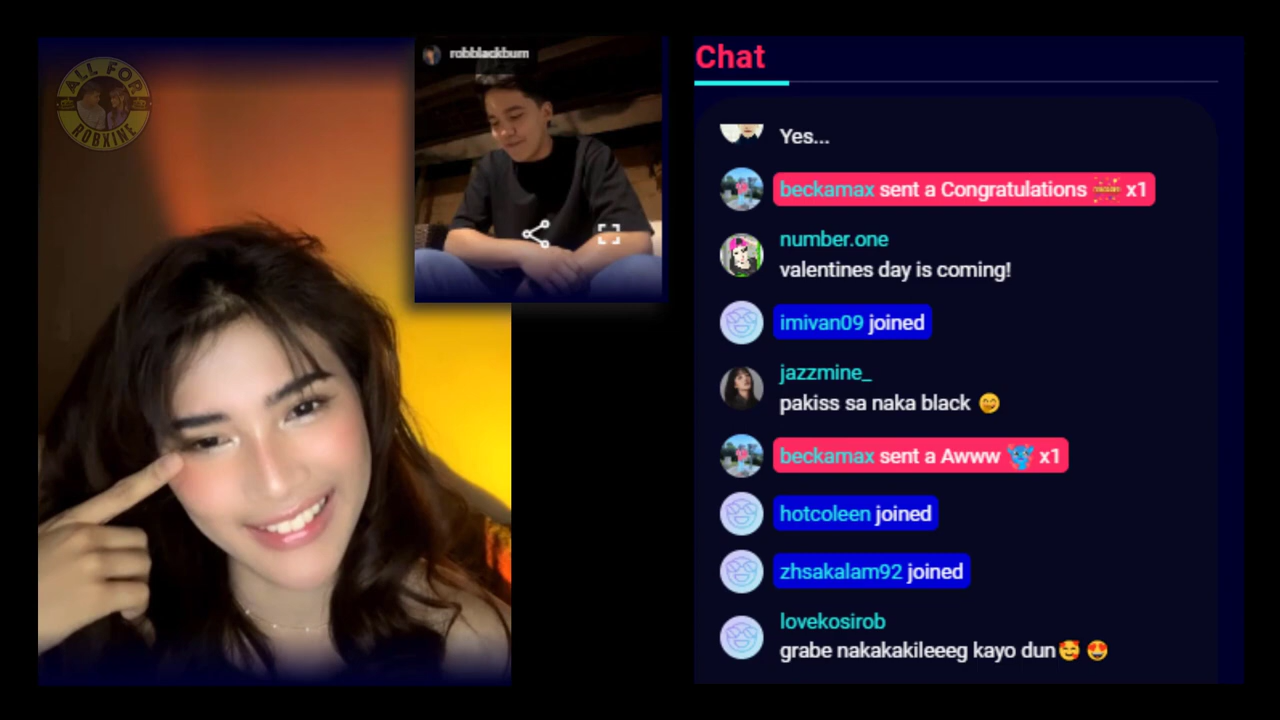 ALL FOR
ROBXINE
robblackburn
Chat
Yes...
beckamax sent a Congratulations x1
number.one
valentines day is coming!
imivan09 joined
jazzmine_
pakiss sa naka black 😄
beckamax sent a Awww x1
hotcoleen joined
zhsakalam92 joined
lovekosirob
grabe nakakakileeeg kayo dun🥰 😍